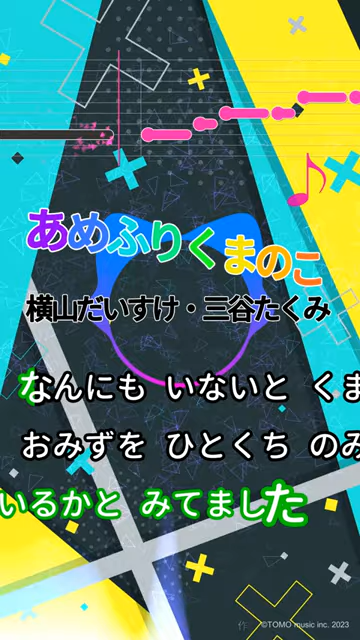 あめふりくまのこ
横山だいすけ・三谷たくみ
なんにも いないと くま
おみずを ひとくち のみ
いるかと みてました
©TOMO music inc. 2023